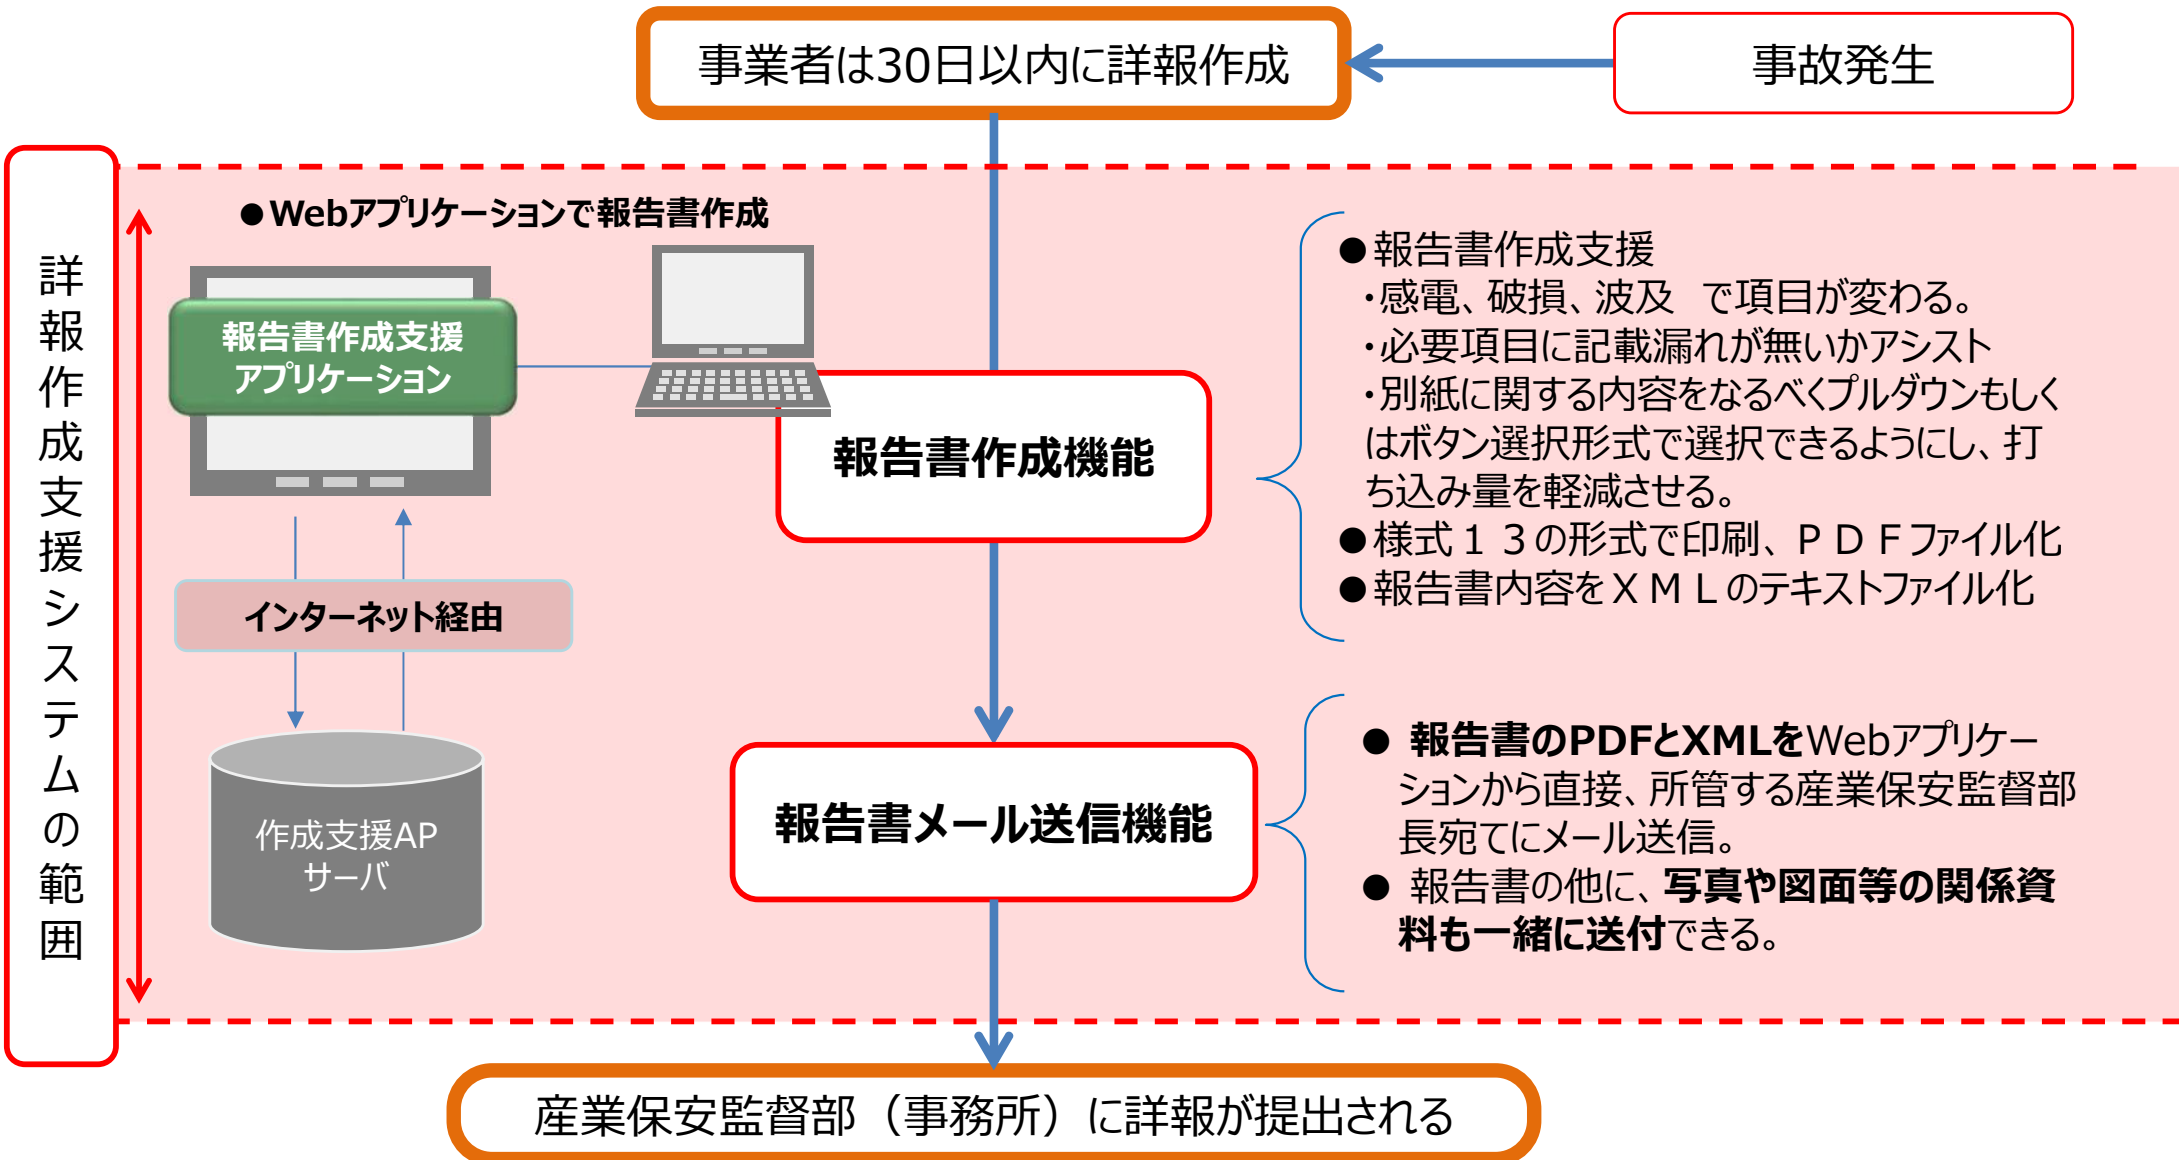 事業者は30日以内に詳報作成
事故発生
詳報作成支援システムの範囲
●Webアプリケーションで報告書作成
報告書作成支援
アプリケーション
インターネット経由
作成支援AP
サーバ
報告書作成機能
●報告書作成支援
・感電、破損、波及　で項目が変わる。
・必要項目に記載漏れが無いかアシスト
・別紙に関する内容をなるべくプルダウンもしく
はボタン選択形式で選択できるようにし、打
ち込み量を軽減させる。
●様式１３の形式で印刷、ＰＤＦファイル化
●報告書内容をＸＭＬのテキストファイル化
報告書メール送信機能
● 報告書のPDFとXMLをWebアプリケー
ションから直接、所管する産業保安監督部
長宛てにメール送信。
● 報告書の他に、写真や図面等の関係資
料も一緒に送付できる。
産業保安監督部（事務所）に詳報が提出される